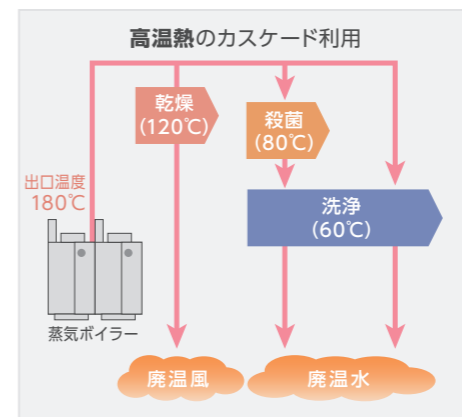 高温熱のカスケード利用
乾燥
(120℃)
殺菌
(80℃)
出口温度
180℃
洗浄
(60℃)
蒸気ボイラー
廃温風
廃温水